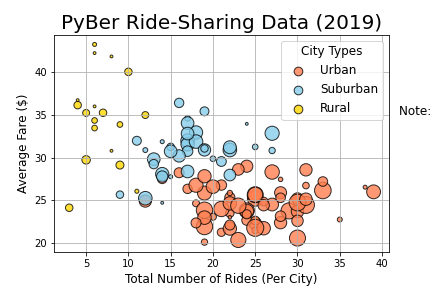 PyBer Ride-Sharing Data (2019)
City Types
Urban
Suburban
Rural
Note:
Average Fare ($)
40
35
30
25
20
5 10 15 20 25 30 35 40
Total Number of Rides (Per City)